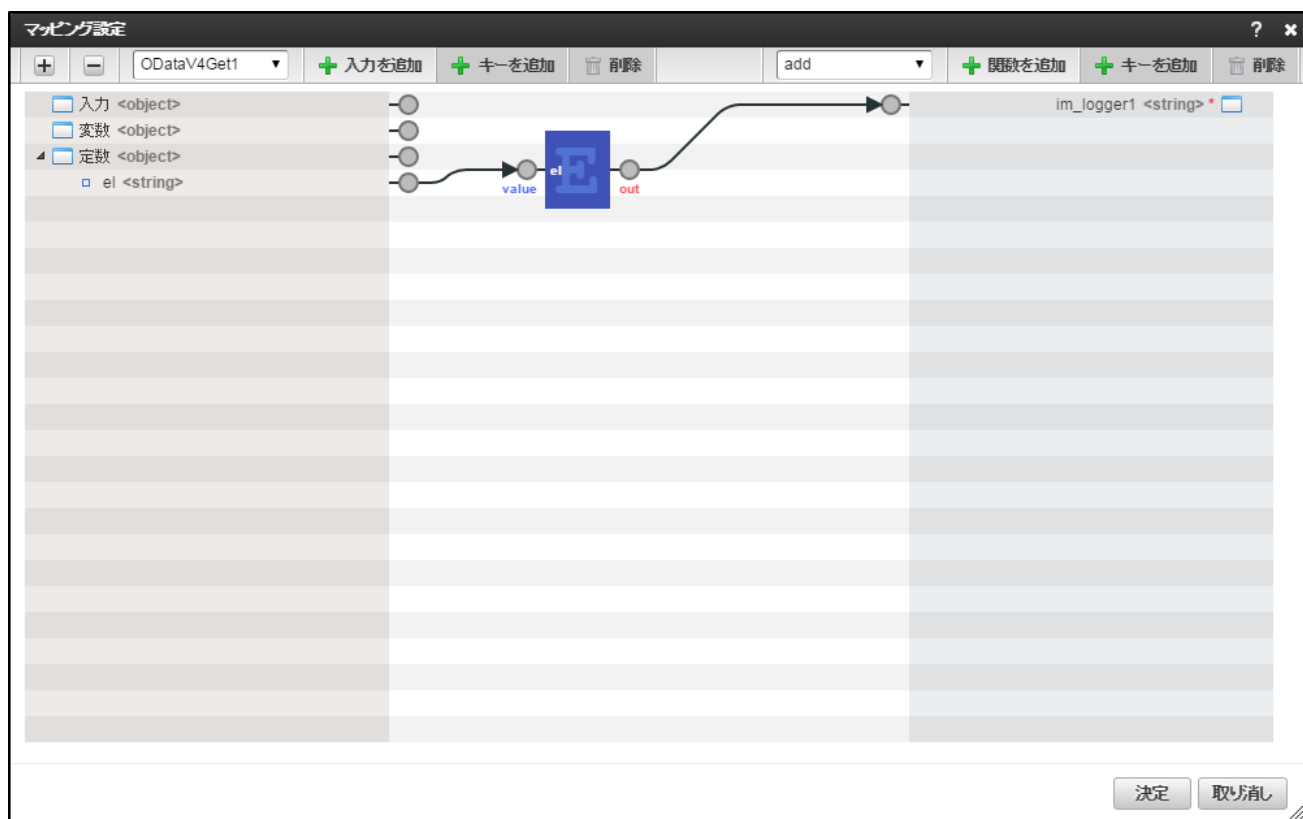 マッピング設定 ? ×
+ − ODataV4Get1 ▼ 入力を追加 キーを追加 削除 add ▼ 関数を追加 キーを追加 削除
入力 <object> im_logger1 <string> *
変数 <object>
定数 <object>
el E
el <string>
value out
決定 取り消し